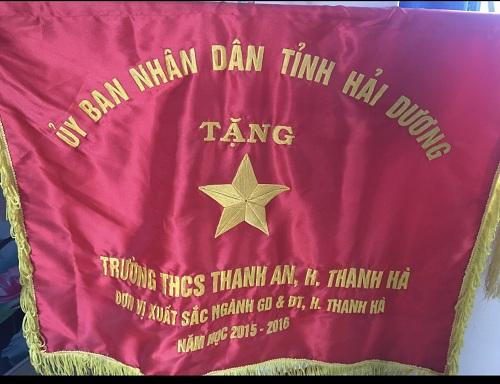 ỦY BAN NHÂN DÂN TỈNH HẢI DƯƠNG
TẶNG
TRƯỜNG THCS THANH AN, H. THANH HÀ
ĐƠN VỊ XUẤT SẮC NGÀNH GD & ĐT, H. THANH HÀ
NĂM HỌC 2015 - 2016